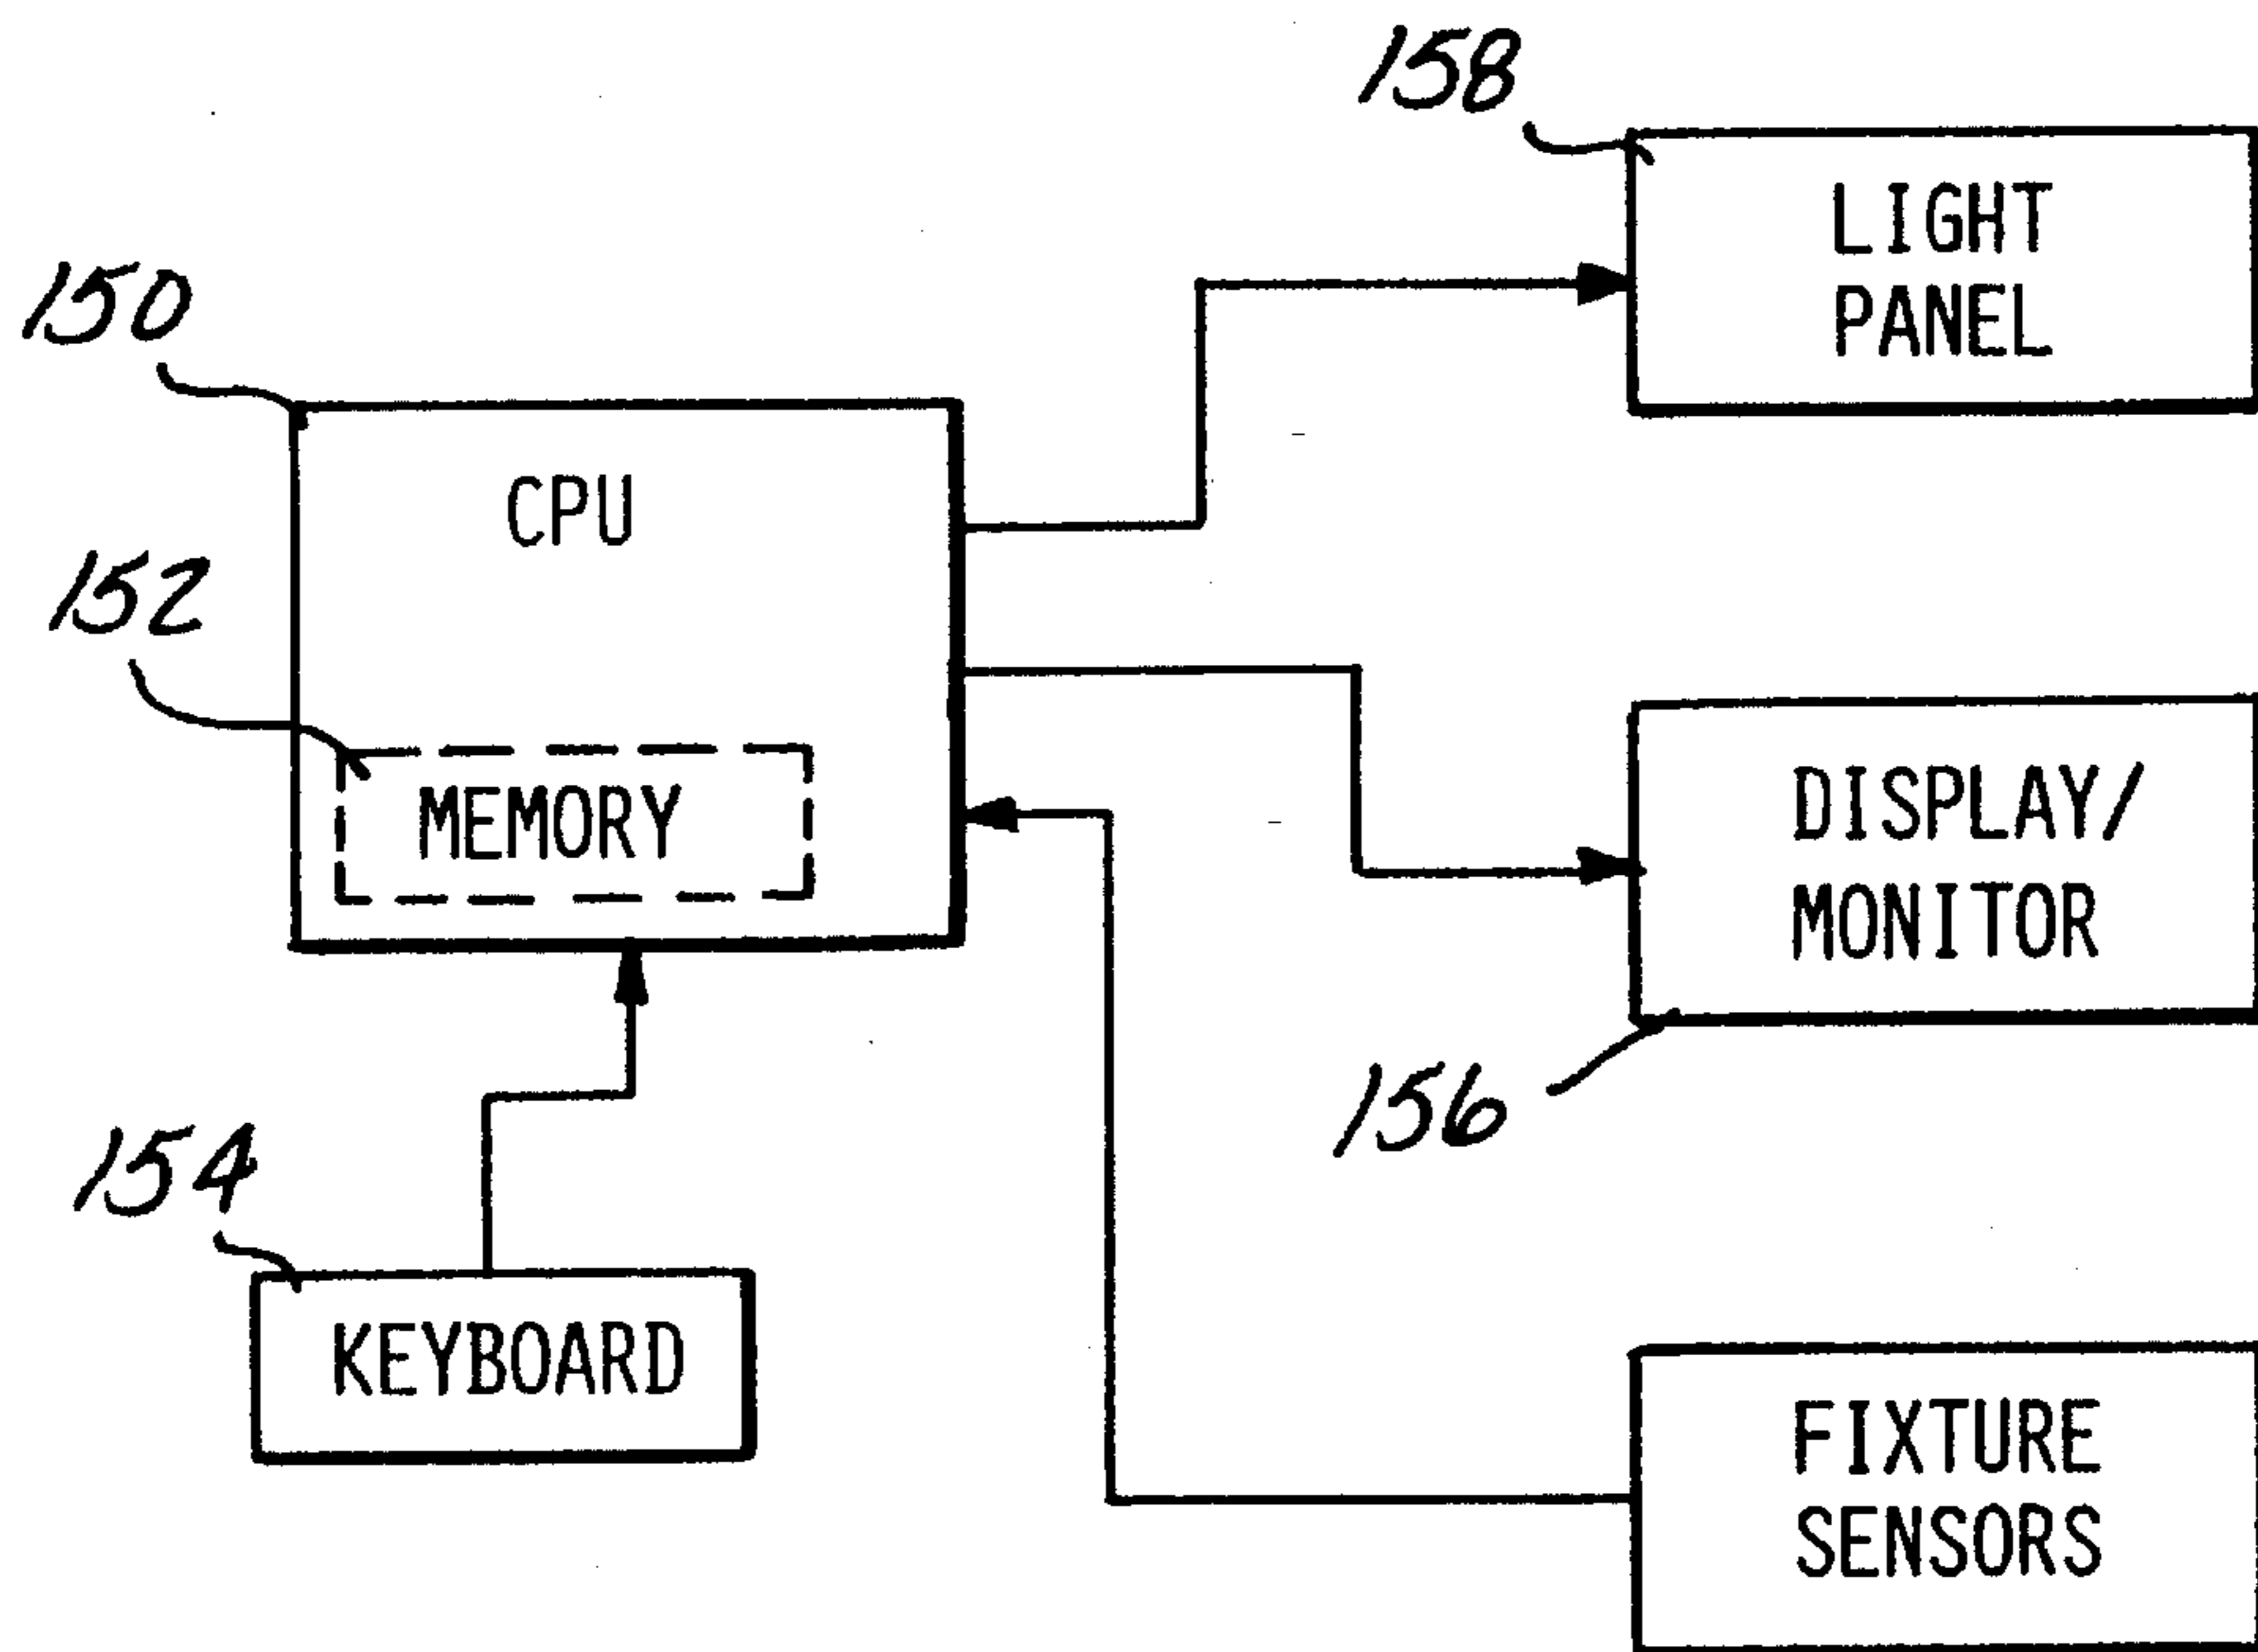 158
LIGHT
PANEL
150
CPU
152
MEMORY
DISPLAY/
MONITOR
156
154
KEYBOARD
FIXTURE
SENSORS